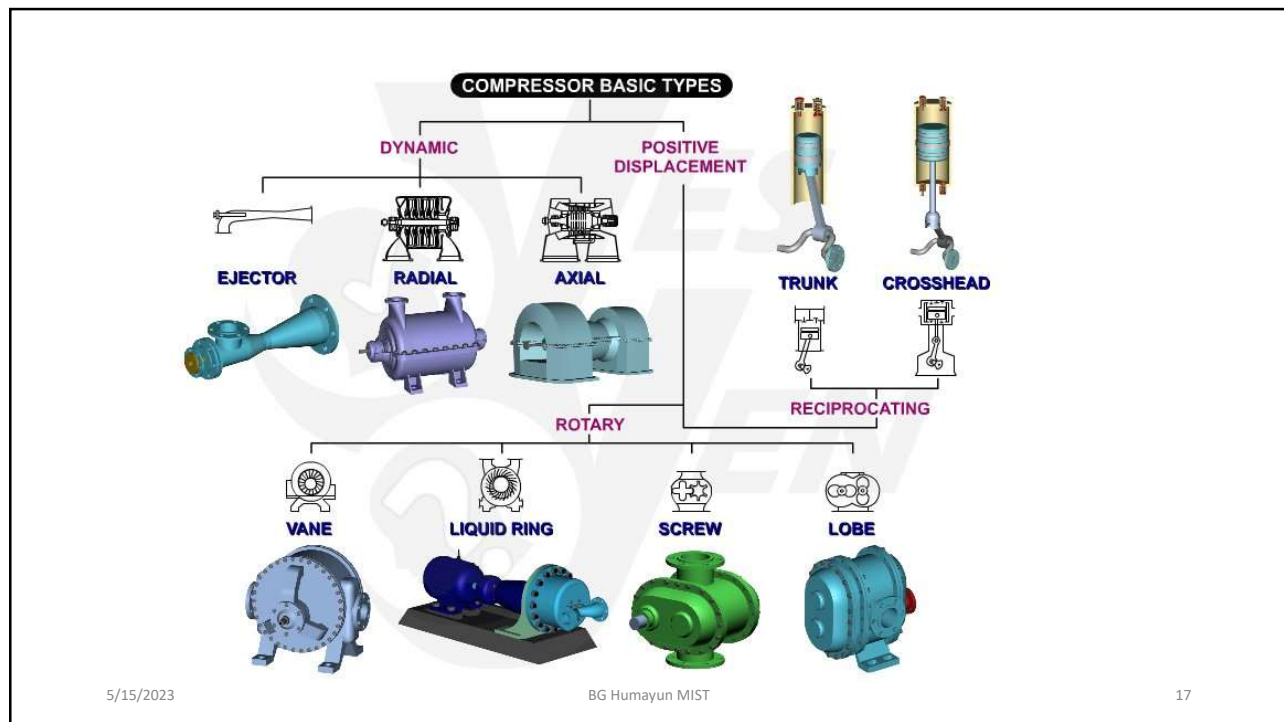 COMPRESSOR BASIC TYPES
DYNAMIC
POSITIVE
DISPLACEMENT
EJECTOR
RADIAL
AXIAL
TRUNK
CROSSHEAD
RECIPROCATING
ROTARY
VANE
LIQUID RING
SCREW
LOBE
5/15/2023
BG Humayun MIST
17